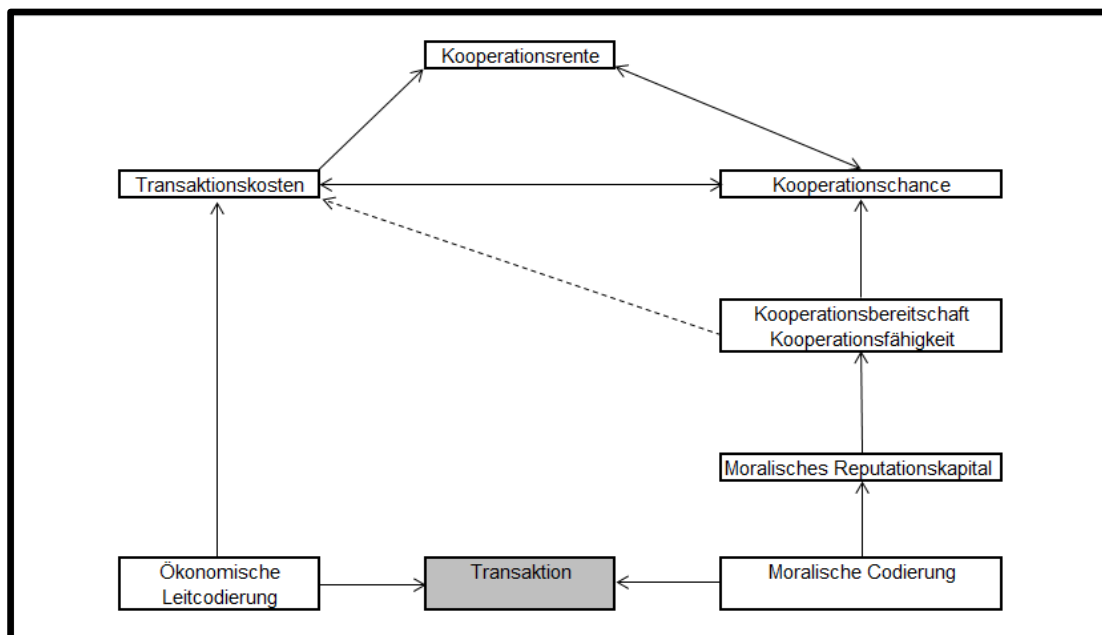 Kooperationsrente
Transaktionskosten
Kooperationschance
Kooperationsbereitschaft
Kooperationsfähigkeit
Moralisches Reputationskapital
Ökonomische
Leitcodierung
Transaktion
Moralische Codierung